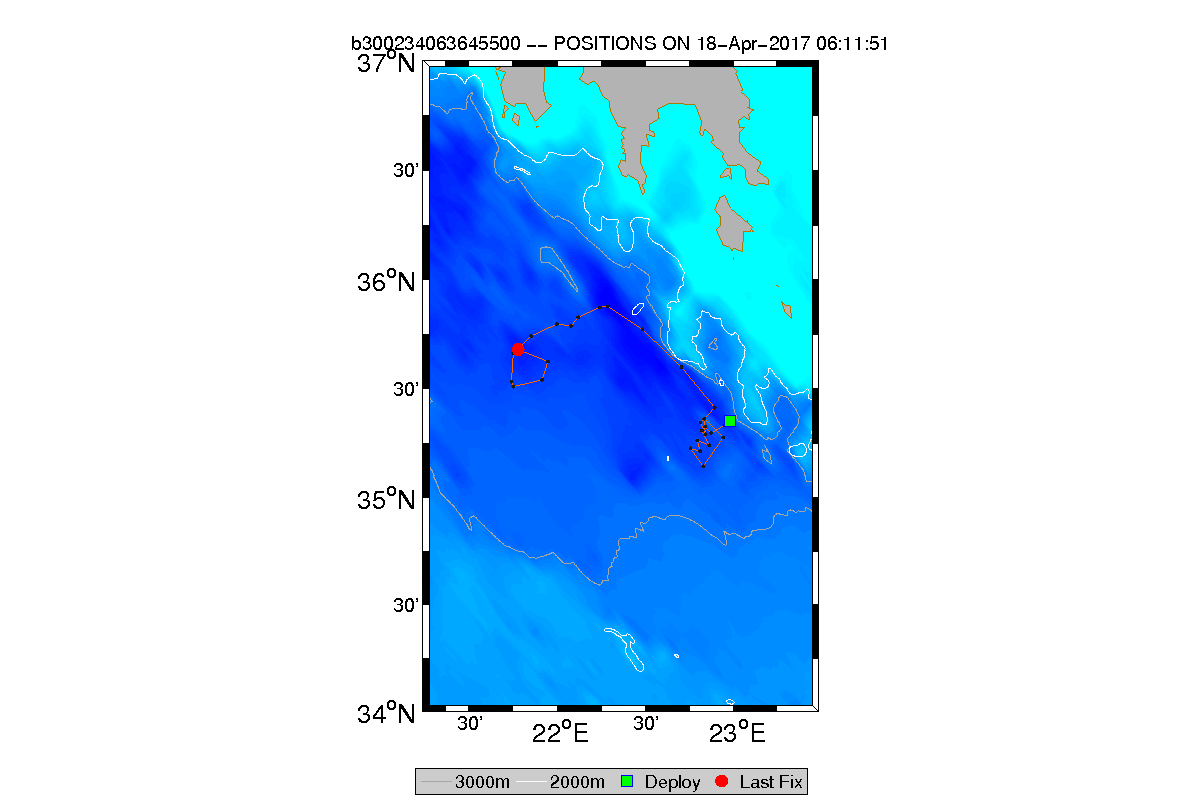 b300234063645500 -- POSITIONS ON 18-Apr-2017 06:11:51
37°N
30'
36°N
30'
35°N
30'
34°N
30' 22°E 30' 23°E
3000m 2000m Deploy Last Fix